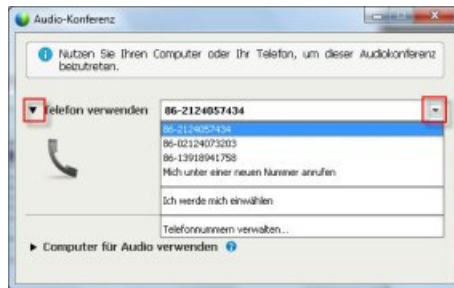 Audio-Konferenz
Nutzen Sie Ihren Computer oder Ihr Telefon, um dieser Audiokonferenz
beizutreten.
Telefon verwenden
86-2124057434
86-2124057434
86-02124073203
86-13918941758
Mich unter einer neuen Nummer anrufen
Ich werde mich einwählen
Telefonnummern verwalten...
Computer für Audio verwenden